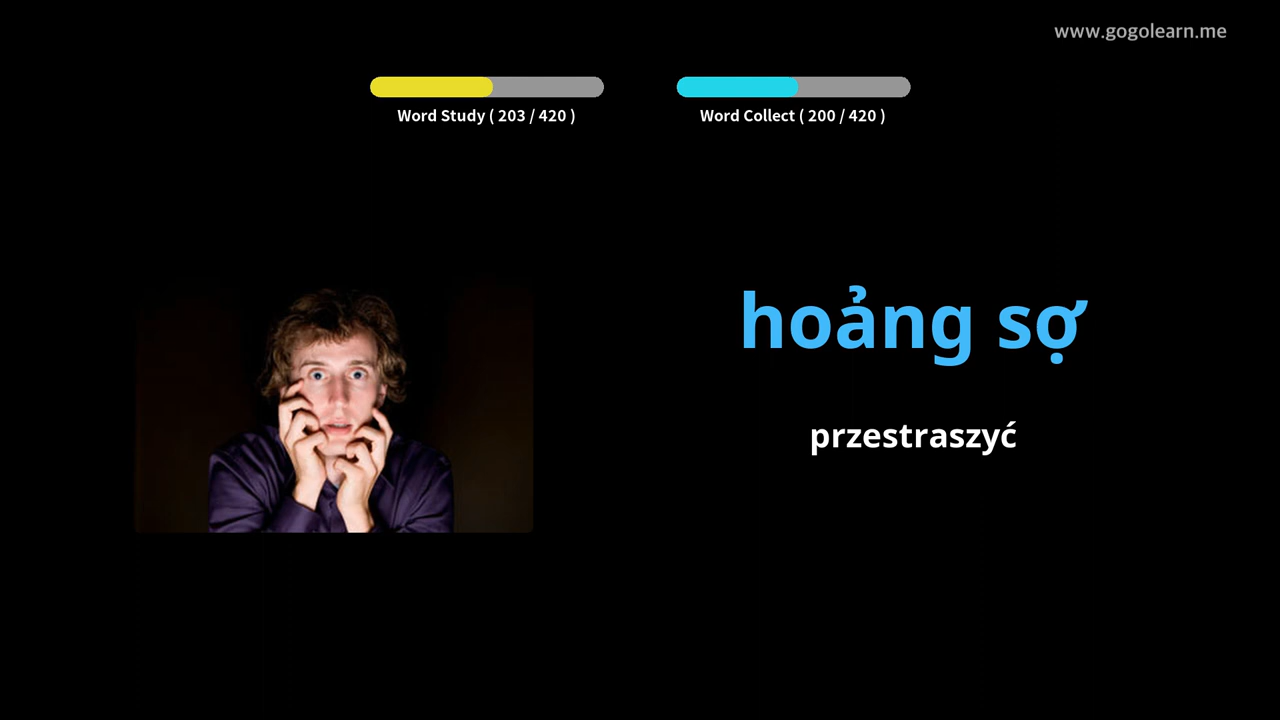 www.gogolearn.me
Word Study ( 203 / 420 )
Word Collect ( 200 / 420 )
hoảng sợ
przestraszyć